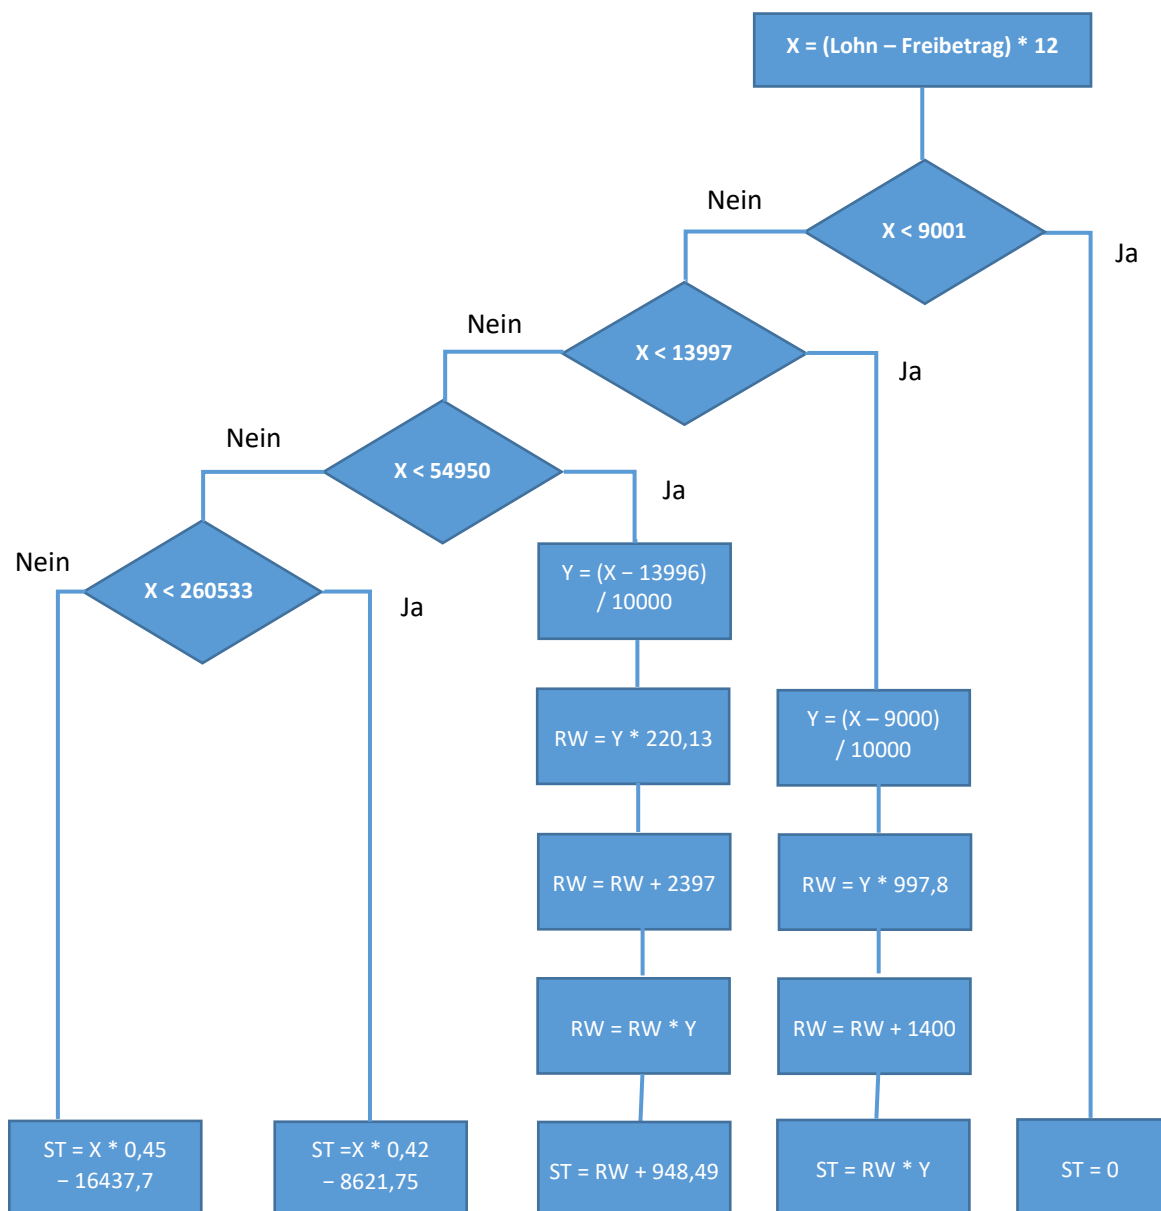 X = (Lohn – Freibetrag) * 12
Nein
X < 9001
Ja
Nein
X < 13997
Ja
Nein
X < 54950
Ja
Nein
X < 260533
Ja
Y = (X – 13996)
/ 10000
RW = Y * 220,13
Y = (X – 9000)
/ 10000
RW = RW + 2397
RW = Y * 997,8
RW = RW * Y
RW = RW + 1400
ST = X * 0,45
– 16437,7
ST =X * 0,42
– 8621,75
ST = RW + 948,49
ST = RW * Y
ST = 0